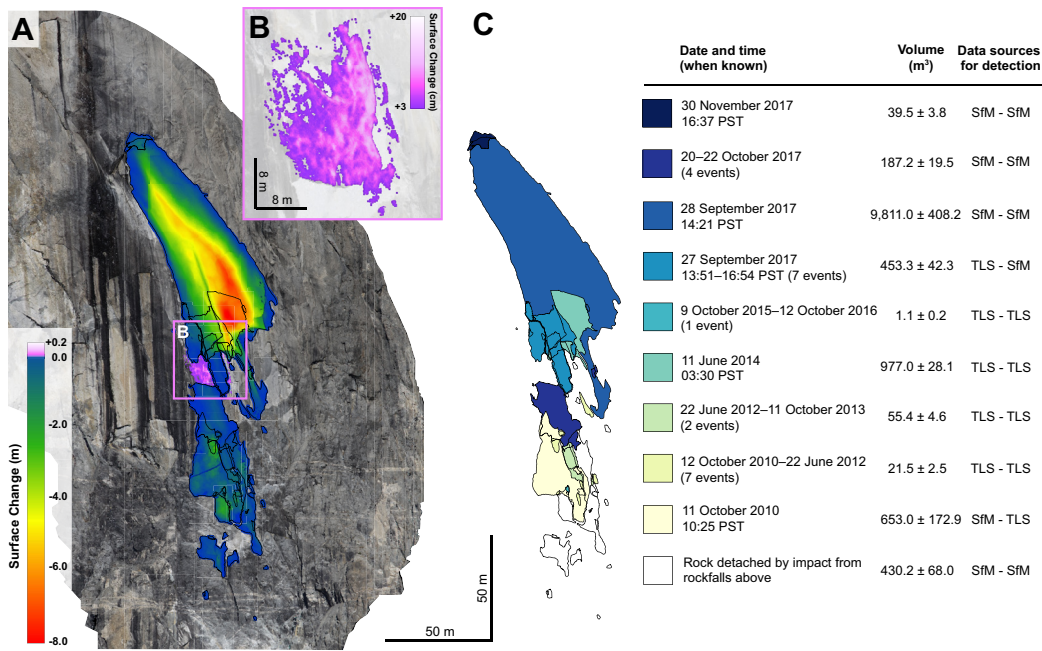 A
B
+20
Surface Change (cm)
+3
8 m
8 m
B
+0.2
0.0
-2.0
-4.0
-6.0
-8.0
Surface Change (m)
50 m
50 m
C
Date and time
(when known)
Volume
(m³)
Data sources
for detection
30 November 2017
16:37 PST
39.5 ± 3.8
SfM - SfM
20–22 October 2017
(4 events)
187.2 ± 19.5
SfM - SfM
28 September 2017
14:21 PST
9,811.0 ± 408.2
SfM - SfM
27 September 2017
13:51–16:54 PST (7 events)
453.3 ± 42.3
TLS - SfM
9 October 2015–12 October 2016
(1 event)
1.1 ± 0.2
TLS - TLS
11 June 2014
03:30 PST
977.0 ± 28.1
TLS - TLS
22 June 2012–11 October 2013
(2 events)
55.4 ± 4.6
TLS - TLS
12 October 2010–22 June 2012
(7 events)
21.5 ± 2.5
TLS - TLS
11 October 2010
10:25 PST
653.0 ± 172.9
SfM - TLS
Rock detached by impact from
rockfalls above
430.2 ± 68.0
SfM - SfM